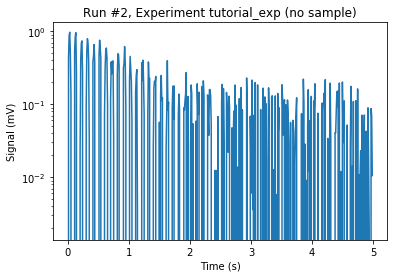 Run #2, Experiment tutorial_exp (no sample)
Signal (mV)
10⁰
10⁻¹
10⁻²
0 1 2 3 4 5
Time (s)